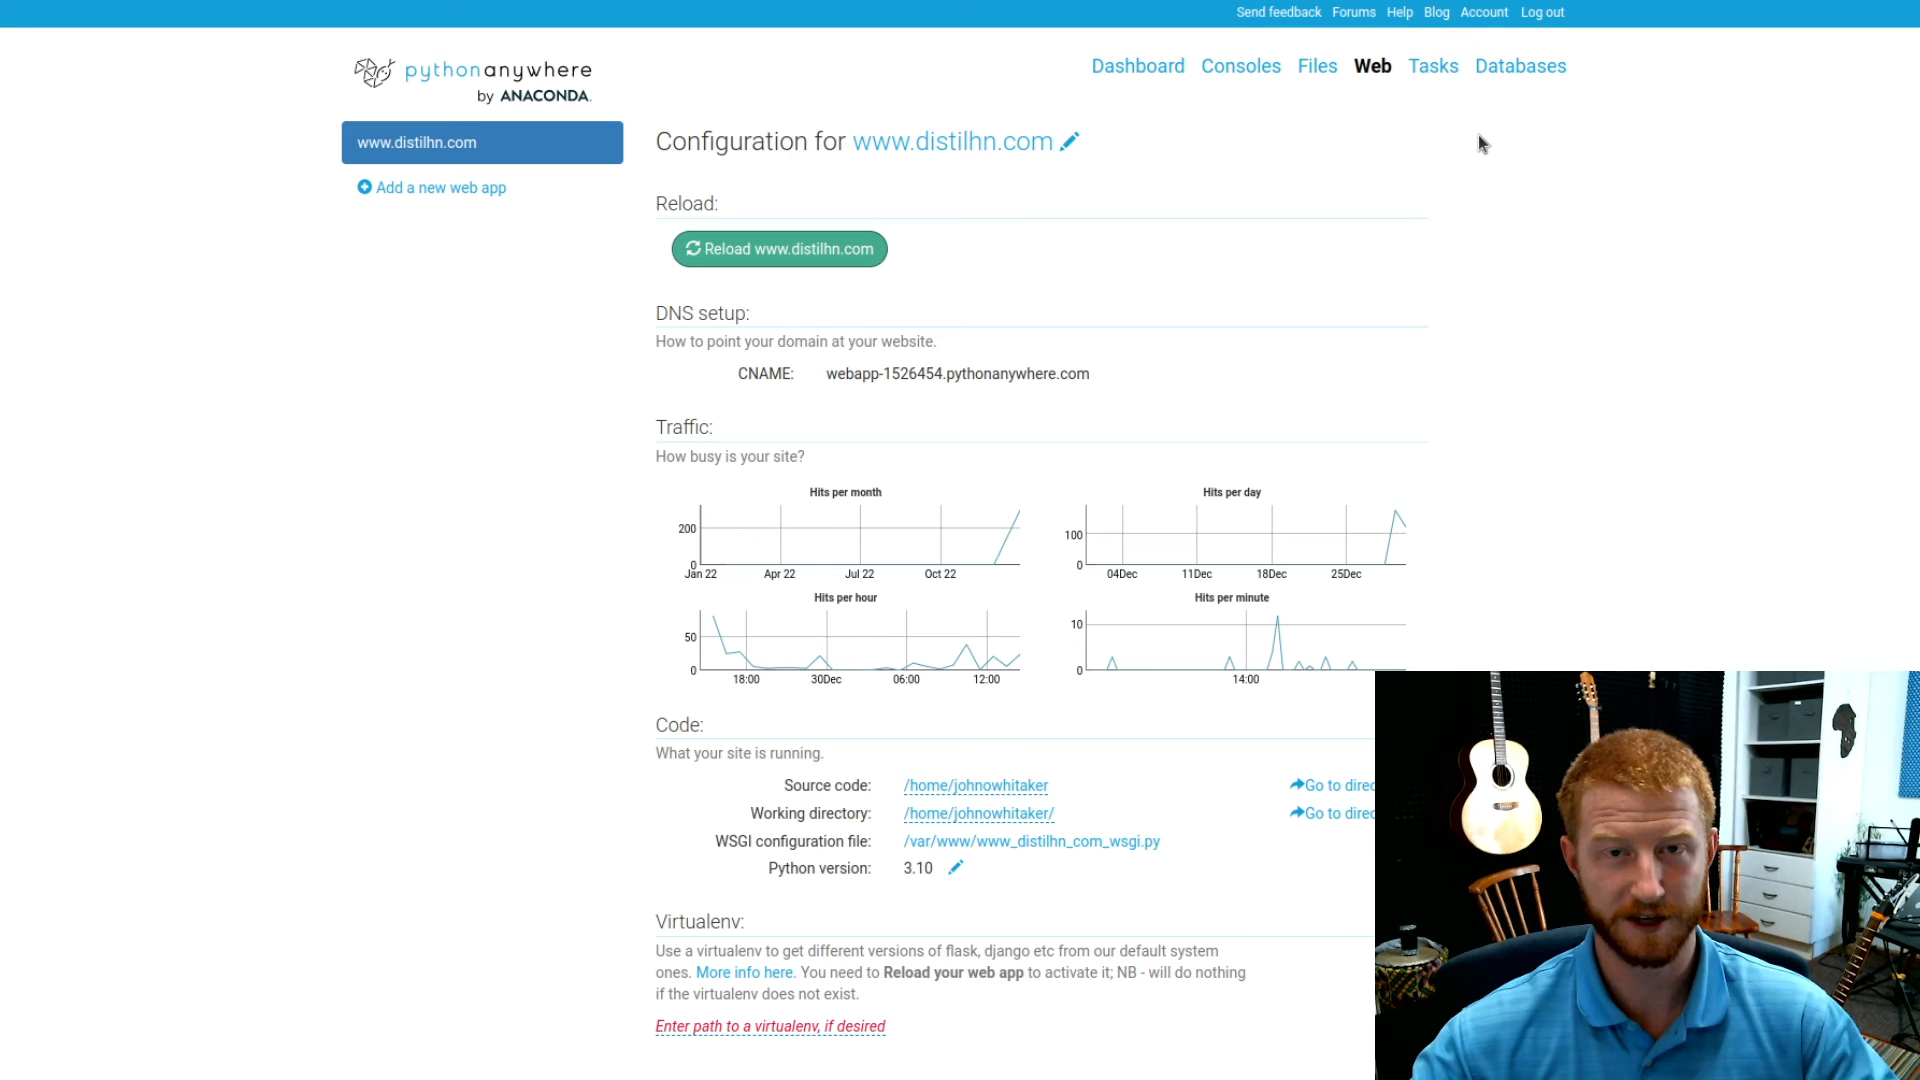 Send feedback Forums Help Blog Account Log out
pythonanywhere
by ANACONDA.
Dashboard Consoles Files Web Tasks Databases
www.distilhn.com
Add a new web app
Configuration for www.distilhn.com
Reload:
Reload www.distilhn.com
DNS setup:
How to point your domain at your website.
CNAME: webapp-1526454.pythonanywhere.com
Traffic:
How busy is your site?
Hits per month
200
0
Jan 22 Apr 22 Jul 22 Oct 22
Hits per day
100
0
04Dec 11Dec 18Dec 25Dec
Hits per hour
50
0
18:00 30Dec 06:00 12:00
Hits per minute
10
0
14:00
Code:
What your site is running.
Source code: /home/johnowhitaker Go to direc
Working directory: /home/johnowhitaker/ Go to direc
WSGI configuration file: /var/www/www_distilhn_com_wsgi.py
Python version: 3.10
Virtualenv:
Use a virtualenv to get different versions of flask, django etc from our default system
ones. More info here. You need to Reload your web app to activate it; NB - will do nothing
if the virtualenv does not exist.
Enter path to a virtualenv, if desired